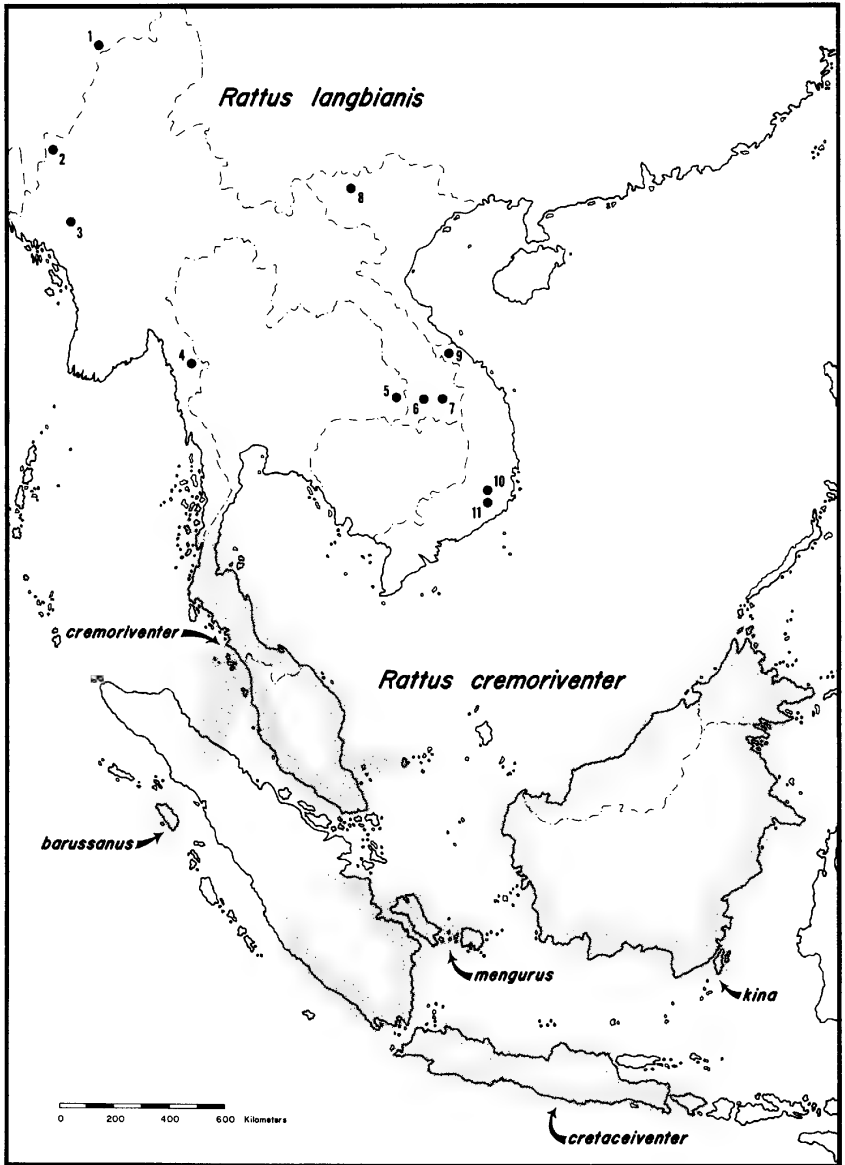 1
Rattus langbianis
2
8
3
9
4
5
6
7
10
11
cremoriventer
Rattus cremoriventer
barussanus
mengurus
kina
0 200 400 600 Kilometers
cretaceiventer